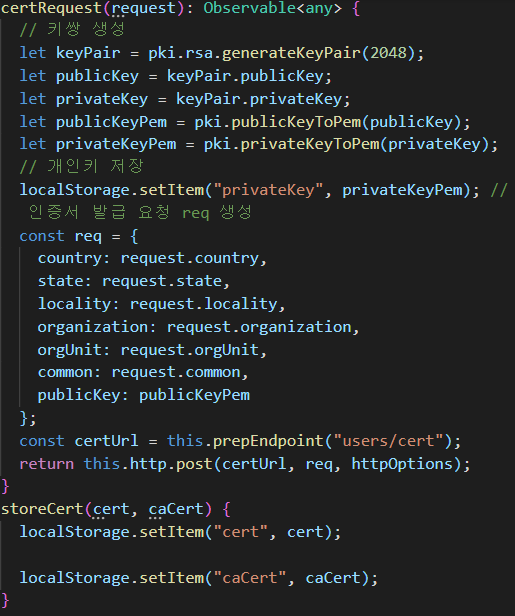 certRequest(request): Observable<any> {
  // 키쌍 생성
  let keyPair = pki.rsa.generateKeyPair(2048);
  let publicKey = keyPair.publicKey;
  let privateKey = keyPair.privateKey;
  let publicKeyPem = pki.publicKeyToPem(publicKey);
  let privateKeyPem = pki.privateKeyToPem(privateKey);
  // 개인키 저장
  localStorage.setItem("privateKey", privateKeyPem); //
   인증서 발급 요청 req 생성
  const req = {
    country: request.country,
    state: request.state,
    locality: request.locality,
    organization: request.organization,
    orgUnit: request.orgUnit,
    common: request.common,
    publicKey: publicKeyPem
  };
  const certUrl = this.prepEndpoint("users/cert");
  return this.http.post(certUrl, req, httpOptions);
}
storeCert(cert, caCert) {
  localStorage.setItem("cert", cert);

  localStorage.setItem("caCert", caCert);
}